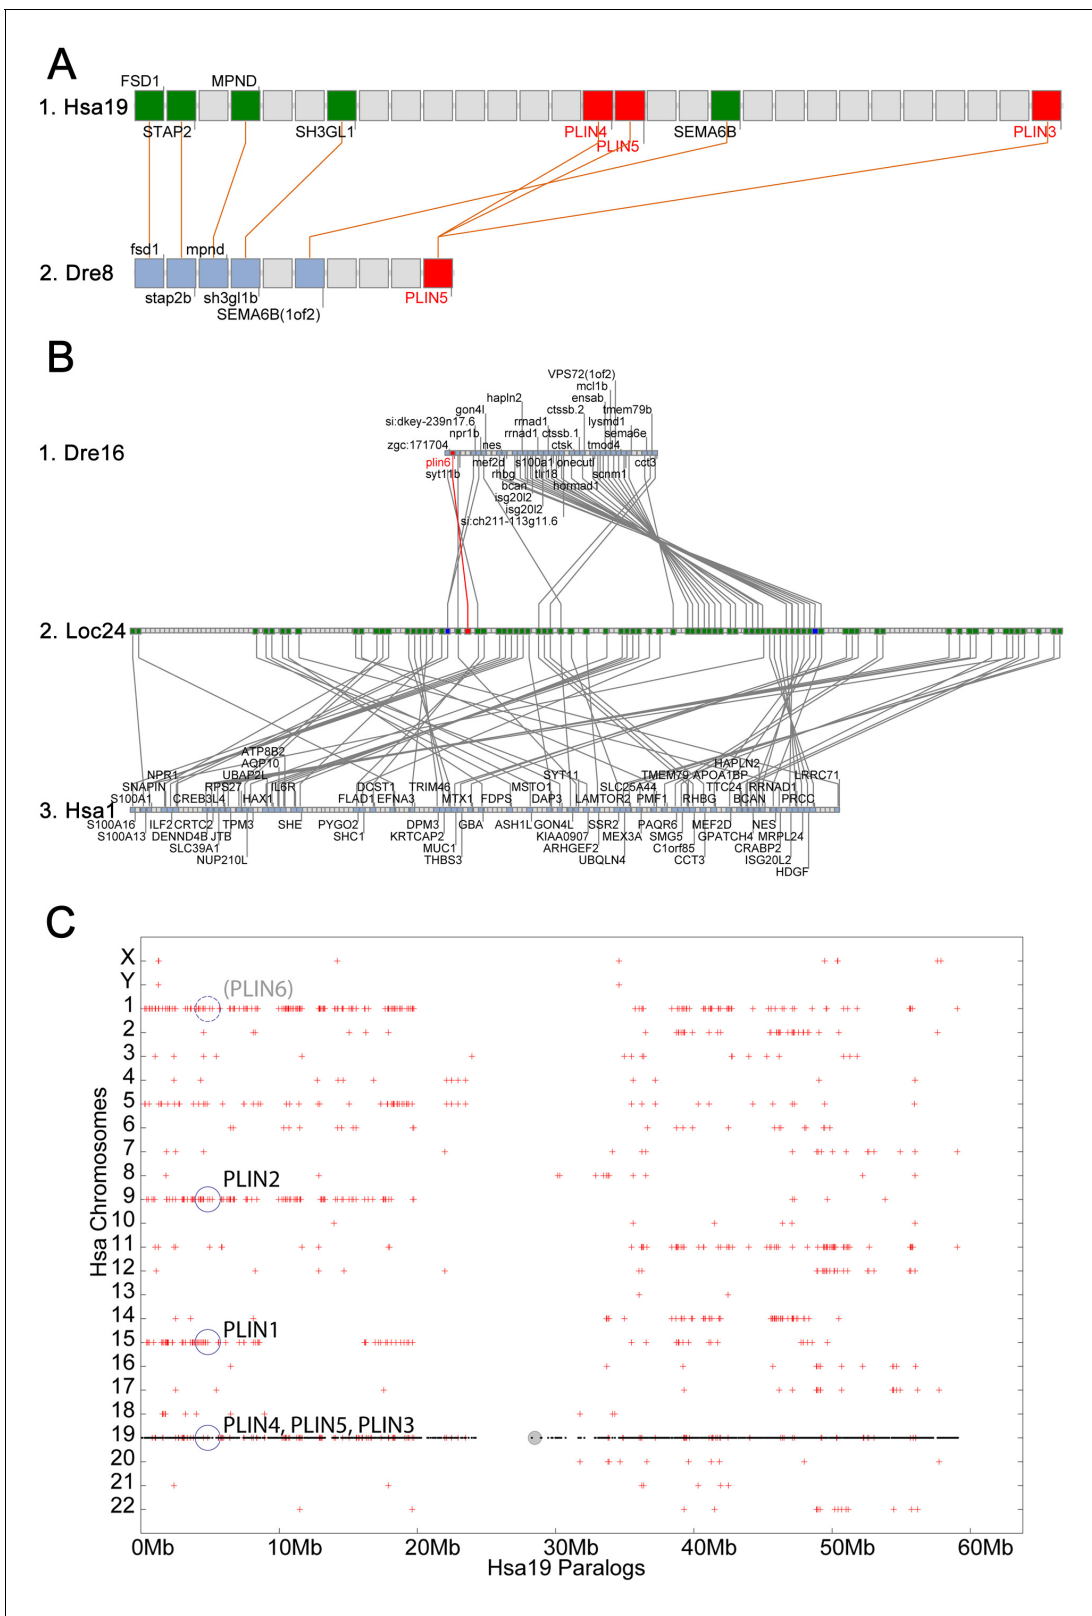 A
FSD1 MPND
1. Hsa19
STAP2 SH3GL1 PLIN4 SEMA6B PLIN3
PLIN5
fsd1 mpnd
2. Dre8
stap2b sh3gl1b PLIN5
SEMA6B(1of2)
B
VPS72(1of2)
mcl1b
hapln2 ensab
gon4l ctssb.2 tmem79b
si:dkey-239n17.6 rrnad1 lysmd1
npr1b rrnad1 ctssb.1 sema6e
zgc:171704 nes ctsk tmod4
1. Dre16
plin6 mef2d s100a1 onecutl cct3
syt11b rhbg tlr18 scnm1
bcan hormad1
isg20l2
isg20l2
si:ch211-113g11.6
2. Loc24
ATP8B2 HAPLN2
AQP10
NPR1 UBAP2L SYT11 TMEM79 APOA1BP LRRC71
SNAPIN RPS27 IL6R DCST1 TRIM46 MSTO1 SLC25A44 TTC24 RRNAD1
S100A1 CREB3L4 HAX1 FLAD1 EFNA3 MTX1 FDPS DAP3 LAMTOR2 PMF1 RHBG BCAN PRCC
3. Hsa1
S100A16 ILF2 CRTC2 TPM3 SHE PYGO2 DPM3 GBA ASH1L GON4L SSR2 PAQR6 MEF2D NES
S100A13 DENND4B JTB SHC1 KRTCAP2 KIAA0907 MEX3A SMG5 GPATCH4 MRPL24
SLC39A1 MUC1 ARHGEF2 C1orf85 CRABP2
NUP210L THBS3 UBQLN4 CCT3 ISG20L2
HDGF
C
Hsa Chromosomes
X
Y
(PLIN6)
1
2
3
4
5
6
7
8
PLIN2
9
10
11
12
13
14
PLIN1
15
16
17
18
PLIN4, PLIN5, PLIN3
19
20
21
22
0Mb 10Mb 20Mb 30Mb 40Mb 50Mb 60Mb
Hsa19 Paralogs